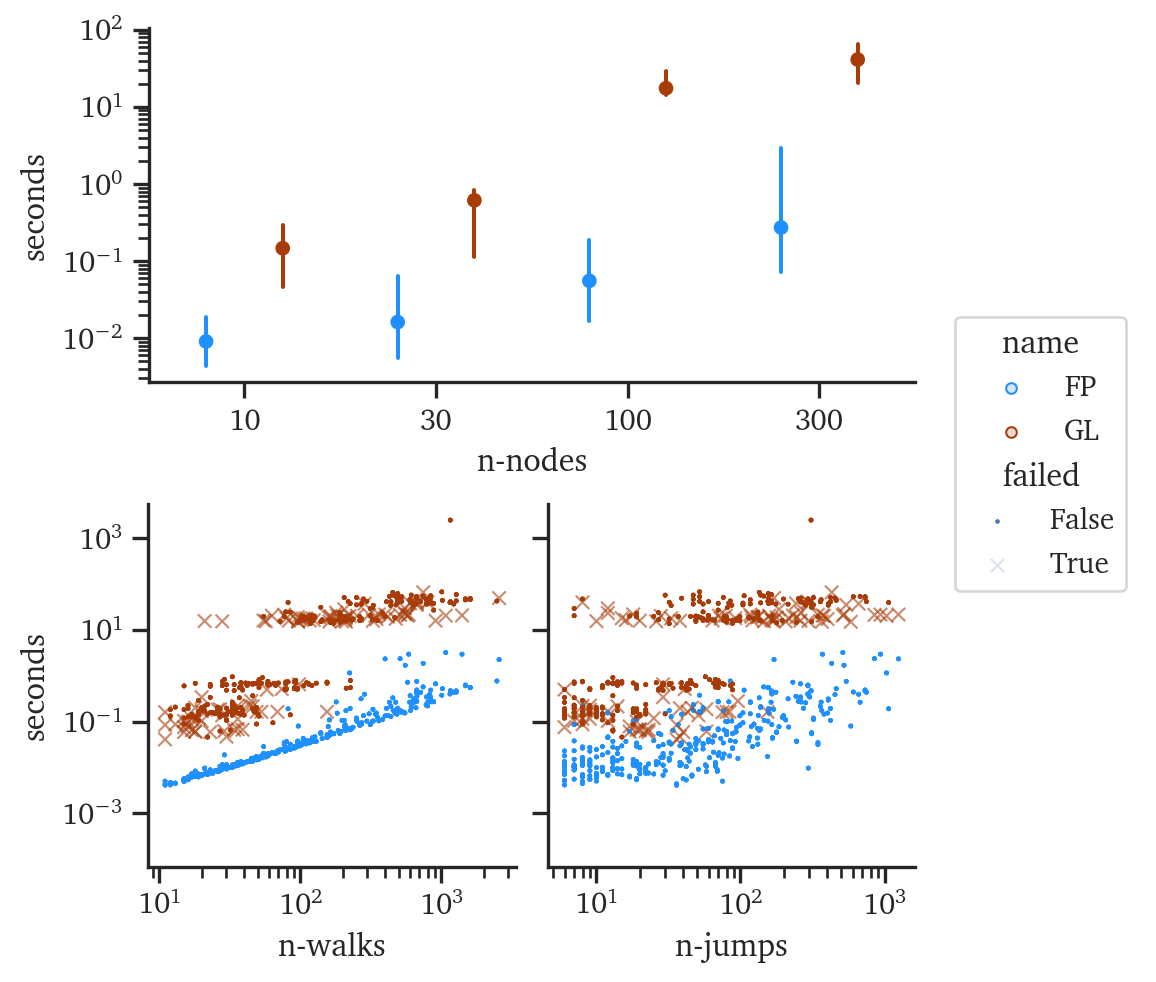 10²
10¹
10⁰
10⁻¹
10⁻²
seconds
10 30 100 300
n-nodes
name
FP
GL
failed
False
True
10³
10¹
10⁻¹
10⁻³
seconds
10¹ 10² 10³
n-walks
10¹ 10² 10³
n-jumps